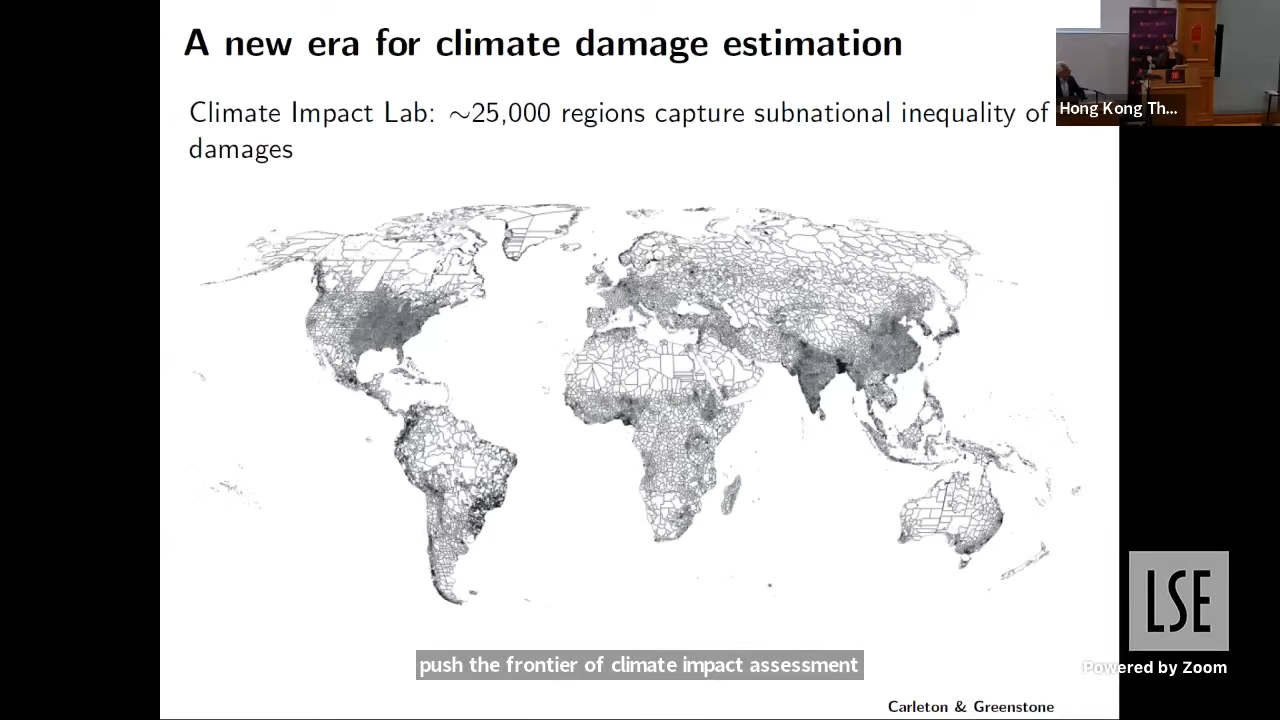 A new era for climate damage estimation
Climate Impact Lab: ~25,000 regions capture subnational inequality of
damages
Hong Kong Th...
LSE
Powered by Zoom
push the frontier of climate impact assessment
Carleton & Greenstone